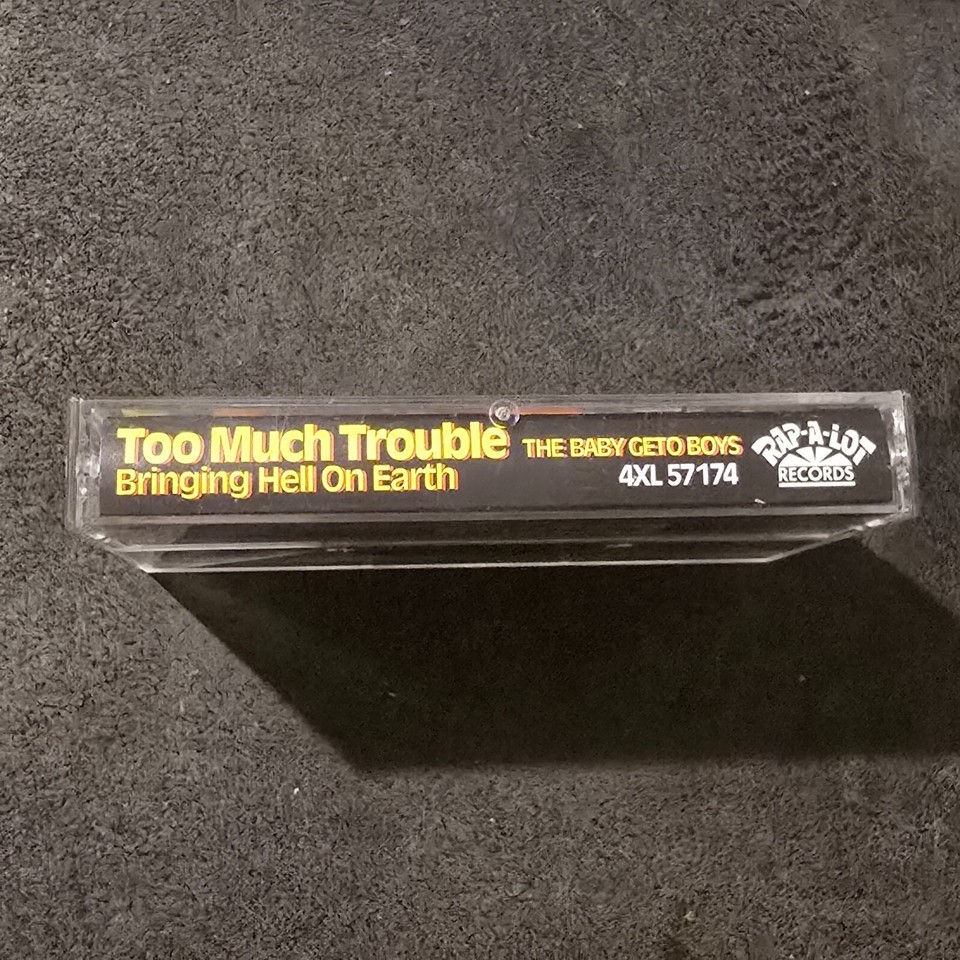 Too Much Trouble THE BABY GETO BOYS
Bringing Hell On Earth 4XL 57174
RAP-A-LOT
RECORDS